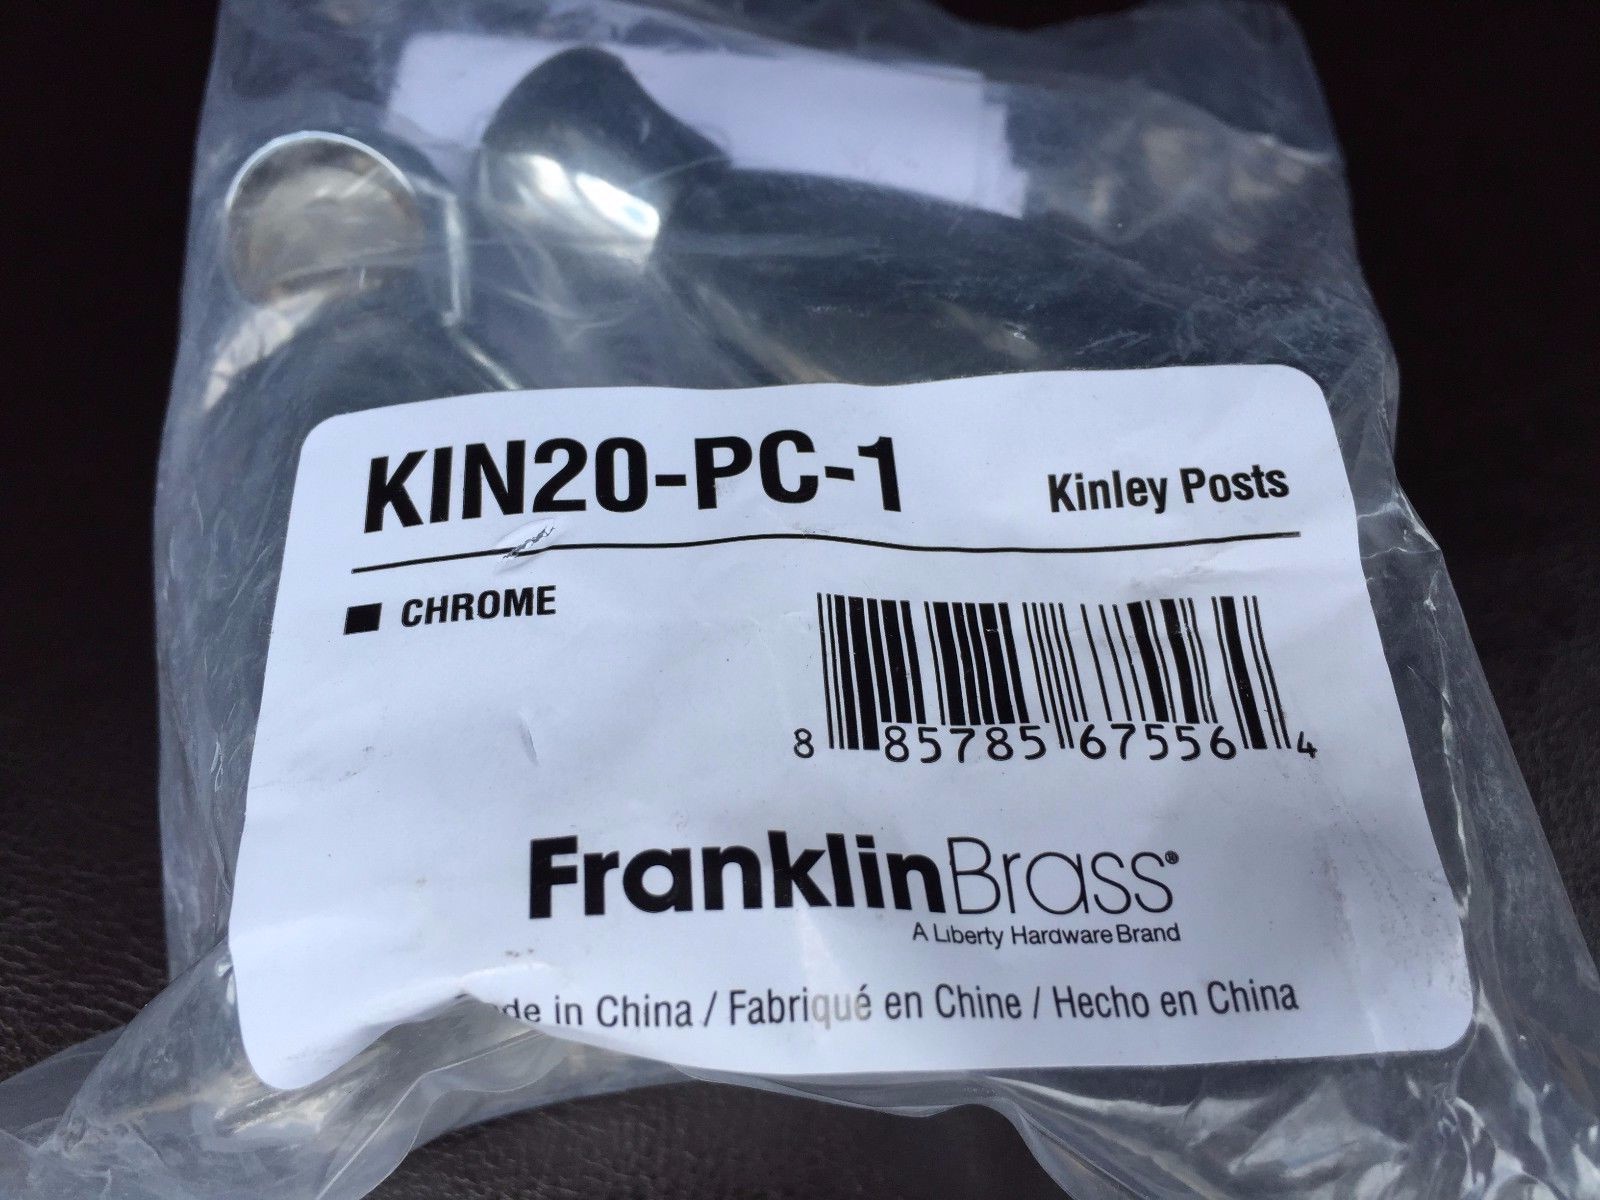 KIN20-PC-1
Kinley Posts
CHROME
8 85785 67556 4
FranklinBrass®
A Liberty Hardware Brand
in China / Fabriqué en Chine / Hecho en China